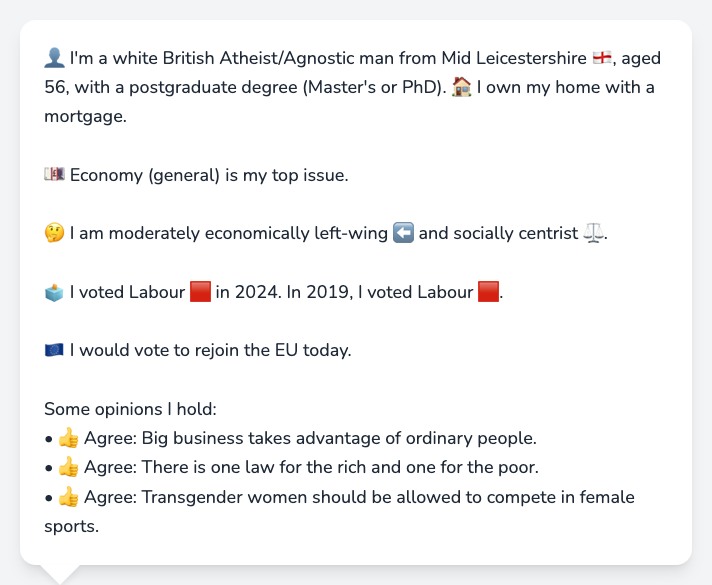 👤 I'm a white British Atheist/Agnostic man from Mid Leicestershire 🏴󠁧󠁢󠁥󠁮󠁧󠁿, aged
56, with a postgraduate degree (Master's or PhD). 🏠 I own my home with a
mortgage.
💷 Economy (general) is my top issue.
🤔 I am moderately economically left-wing ⬅️ and socially centrist ⚖️.
🗳️ I voted Labour 🟥 in 2024. In 2019, I voted Labour 🟥.
🇪🇺 I would vote to rejoin the EU today.
Some opinions I hold:
• 👍 Agree: Big business takes advantage of ordinary people.
• 👍 Agree: There is one law for the rich and one for the poor.
• 👍 Agree: Transgender women should be allowed to compete in female
sports.